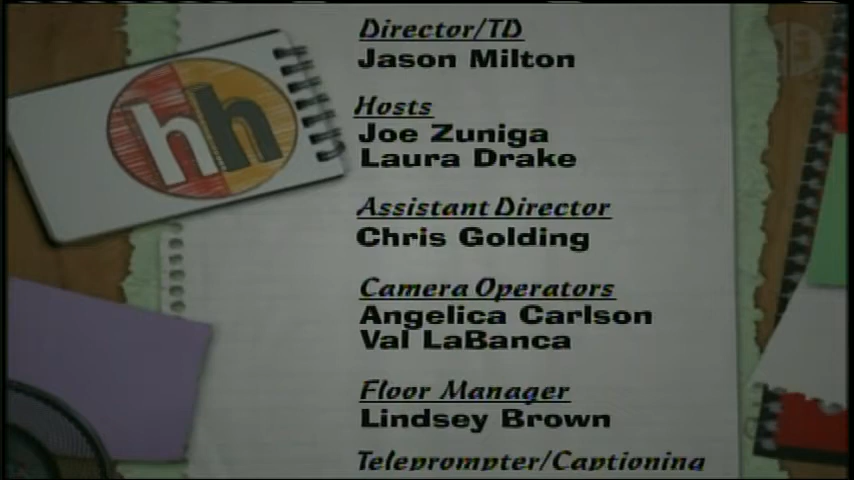 hh
Director/TD
Jason Milton
Hosts
Joe Zuniga
Laura Drake
Assistant Director
Chris Golding
Camera Operators
Angelica Carlson
Val LaBanca
Floor Manager
Lindsey Brown
Teleprompter/Captioning